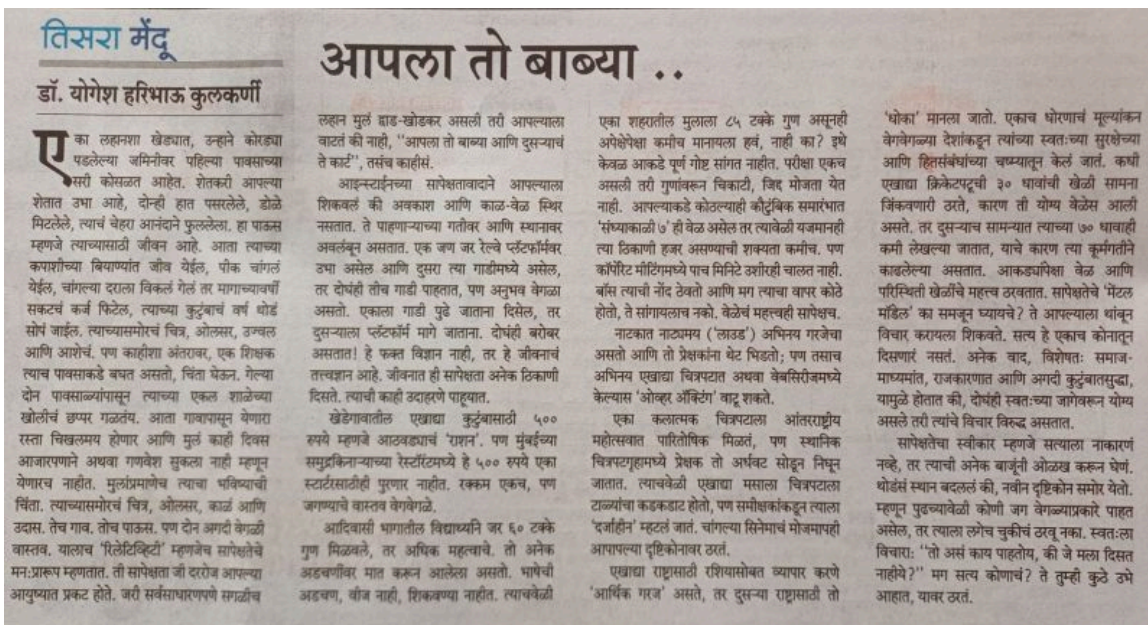 तिसरा मेंदू
डॉ. योगेश हरिभाऊ कुलकर्णी
आपला तो बाब्या ..
एका लहानशा खेड्यात, उन्हाने कोरड्या
पडलेल्या जमिनीवर पहिल्या पावसाच्या
सरी कोसळत आहेत. शेतकरी आपल्या
शेतात उभा आहे, दोन्ही हात पसरलेले, डोळे
मिटलेले, त्याचं चेहरा आनंदाने फुललेला. हा पाऊस
म्हणजे त्याच्यासाठी जीवन आहे. आता त्याच्या
कपाशीच्या बियाण्यांत जीव येईल, पीक चांगलं
येईल, चांगल्या दराला विकलं गेलं तर मागाच्यावर्षी
सकटचं कर्ज फिटेल, त्याच्या कुटुंबाचं वर्ष थोडं
सोपं जाईल. त्याच्यासमोरचं चित्र, ओलसर, उज्वल
आणि आशेचं. पण काहीशा अंतरावर, एक शिक्षक
त्याच पावसाकडे बघत असतो, चिंता घेऊन. गेल्या
दोन पावसाळ्यांपासून त्याच्या एकल शाळेच्या
खोलीचं छप्पर गळतंय. आता गावापासून येणारा
रस्ता चिखलमय होणार आणि मुलं काही दिवस
आजारपणाने अथवा गणवेश सुकला नाही म्हणून
येणारच नाहीत. मुलांप्रमाणेच त्याचा भविष्याची
चिंता. त्याच्यासमोरचं चित्र, ओलसर, काळं आणि
उदास. तेच गाव. तोच पाऊस. पण दोन अगदी वेगळी
वास्तव. यालाच 'रिलेटिव्हिटी' म्हणजेच सापेक्षतेचे
मन:प्रारूप म्हणतात. ती सापेक्षता जी दररोज आपल्या
आयुष्यात प्रकट होते. जरी सर्वसाधारणपणे सगळीच
लहान मुलं द्वाड-खोडकर असली तरी आपल्याला
वाटतं की नाही, "आपला तो बाब्या आणि दुसऱ्याचं
ते कार्ट", तसंच काहीसं.
आइन्स्टाईनच्या सापेक्षतावादाने आपल्याला
शिकवलं की अवकाश आणि काळ-वेळ स्थिर
नसतात. ते पाहणाऱ्याच्या गतीवर आणि स्थानावर
अवलंबून असतात. एक जण जर रेल्वे प्लॅटफॉर्मवर
उभा असेल आणि दुसरा त्या गाडीमध्ये असेल,
तर दोघंही तीच गाडी पाहतात, पण अनुभव वेगळा
असतो. एकाला गाडी पुढे जाताना दिसेल, तर
दुसऱ्याला प्लॅटफॉर्म मागे जाताना. दोघंही बरोबर
असतात! हे फक्त विज्ञान नाही, तर हे जीवनाचं
तत्त्वज्ञान आहे. जीवनात ही सापेक्षता अनेक ठिकाणी
दिसते. त्याची काही उदाहरणे पाहूयात.
खेडेगावातील एखाद्या कुटुंबासाठी ५००
रुपये म्हणजे आठवड्याचं 'राशन'. पण मुंबईच्या
समुद्रकिनाऱ्याच्या रेस्टॉरंटमध्ये हे ५०० रुपये एका
स्टार्टरसाठीही पुरणार नाहीत. रक्कम एकच, पण
जगण्याचे वास्तव वेगवेगळे.
आदिवासी भागातील विद्यार्थ्याने जर ६० टक्के
गुण मिळवले, तर अधिक महत्वाचे. तो अनेक
अडचणींवर मात करून आलेला असतो. भाषेची
अडचण, वीज नाही, शिकवण्या नाहीत. त्याचवेळी
एका शहरातील मुलाला ८५ टक्के गुण असूनही
अपेक्षेपेक्षा कमीच मानायला हवं, नाही का? इथे
केवळ आकडे पूर्ण गोष्ट सांगत नाहीत. परीक्षा एकच
असली तरी गुणांवरून चिकाटी, जिद्द मोजता येत
नाही. आपल्याकडे कोठल्याही कौटुंबिक समारंभात
'संध्याकाळी ७' ही वेळ असेल तर त्यावेळी यजमानही
त्या ठिकाणी हजर असण्याची शक्यता कमीच. पण
कॉर्पोरेट मीटिंगमध्ये पाच मिनिटे उशीरही चालत नाही.
बॉस त्याची नोंद ठेवतो आणि मग त्याचा वापर कोठे
होतो, ते सांगायलाच नको. वेळेचं महत्त्वही सापेक्षच.
नाटकात नाट्यमय ('लाउड') अभिनय गरजेचा
असतो आणि तो प्रेक्षकांना थेट भिडतो; पण तसाच
अभिनय एखाद्या चित्रपटात अथवा वेबसिरीजमध्ये
केल्यास 'ओव्हर ॲक्टिंग' वाटू शकते.
एका कलात्मक चित्रपटाला आंतरराष्ट्रीय
महोत्सवात पारितोषिक मिळतं, पण स्थानिक
चित्रपटगृहामध्ये प्रेक्षक तो अर्धवट सोडून निघून
जातात. त्याचवेळी एखाद्या मसाला चित्रपटाला
टाळ्यांचा कडकडाट होतो, पण समीक्षकांकडून त्याला
'दर्जाहीन' म्हटलं जातं. चांगल्या सिनेमाचं मोजमापही
आपापल्या दृष्टिकोनावर ठरतं.
एखाद्या राष्ट्रासाठी रशियासोबत व्यापार करणे
'आर्थिक गरज' असते, तर दुसऱ्या राष्ट्रासाठी तो
'धोका' मानला जातो. एकाच धोरणाचं मूल्यांकन
वेगवेगळ्या देशांकडून त्यांच्या स्वतःच्या सुरक्षेच्या
आणि हितसंबंधांच्या चष्म्यातून केलं जातं. कधी
एखाद्या क्रिकेटपटूची ३० धावांची खेळी सामना
जिंकवणारी ठरते, कारण ती योग्य वेळेस आली
असते. तर दुसऱ्याच सामन्यात त्याच्या ७० धावाही
कमी लेखल्या जातात, याचे कारण त्या कूर्मगतीने
काढलेल्या असतात. आकड्यापेक्षा वेळ आणि
परिस्थिती खेळीचे महत्त्व ठरवतात. सापेक्षतेचे 'मेंटल
मॉडेल' का समजून घ्यायचे? ते आपल्याला थांबून
विचार करायला शिकवते. सत्य हे एकाच कोनातून
दिसणारं नसतं. अनेक वाद, विशेषतः समाज-
माध्यमांत, राजकारणात आणि अगदी कुटुंबातसुद्धा,
यामुळे होतात की, दोघंही स्वतःच्या जागेवरून योग्य
असले तरी त्यांचे विचार विरुद्ध असतात.
सापेक्षतेचा स्वीकार म्हणजे सत्याला नाकारणं
नव्हे, तर त्याची अनेक बाजूंनी ओळख करून घेणं.
थोडंसं स्थान बदललं की, नवीन दृष्टिकोन समोर येतो.
म्हणून पुढच्यावेळी कोणी जग वेगळ्याप्रकारे पाहत
असेल, तर त्याला लगेच चुकीचं ठरवू नका. स्वतःला
विचारा: "तो असं काय पाहतोय, की जे मला दिसत
नाहीये?" मग सत्य कोणाचं? ते तुम्ही कुठे उभे
आहात, यावर ठरतं.